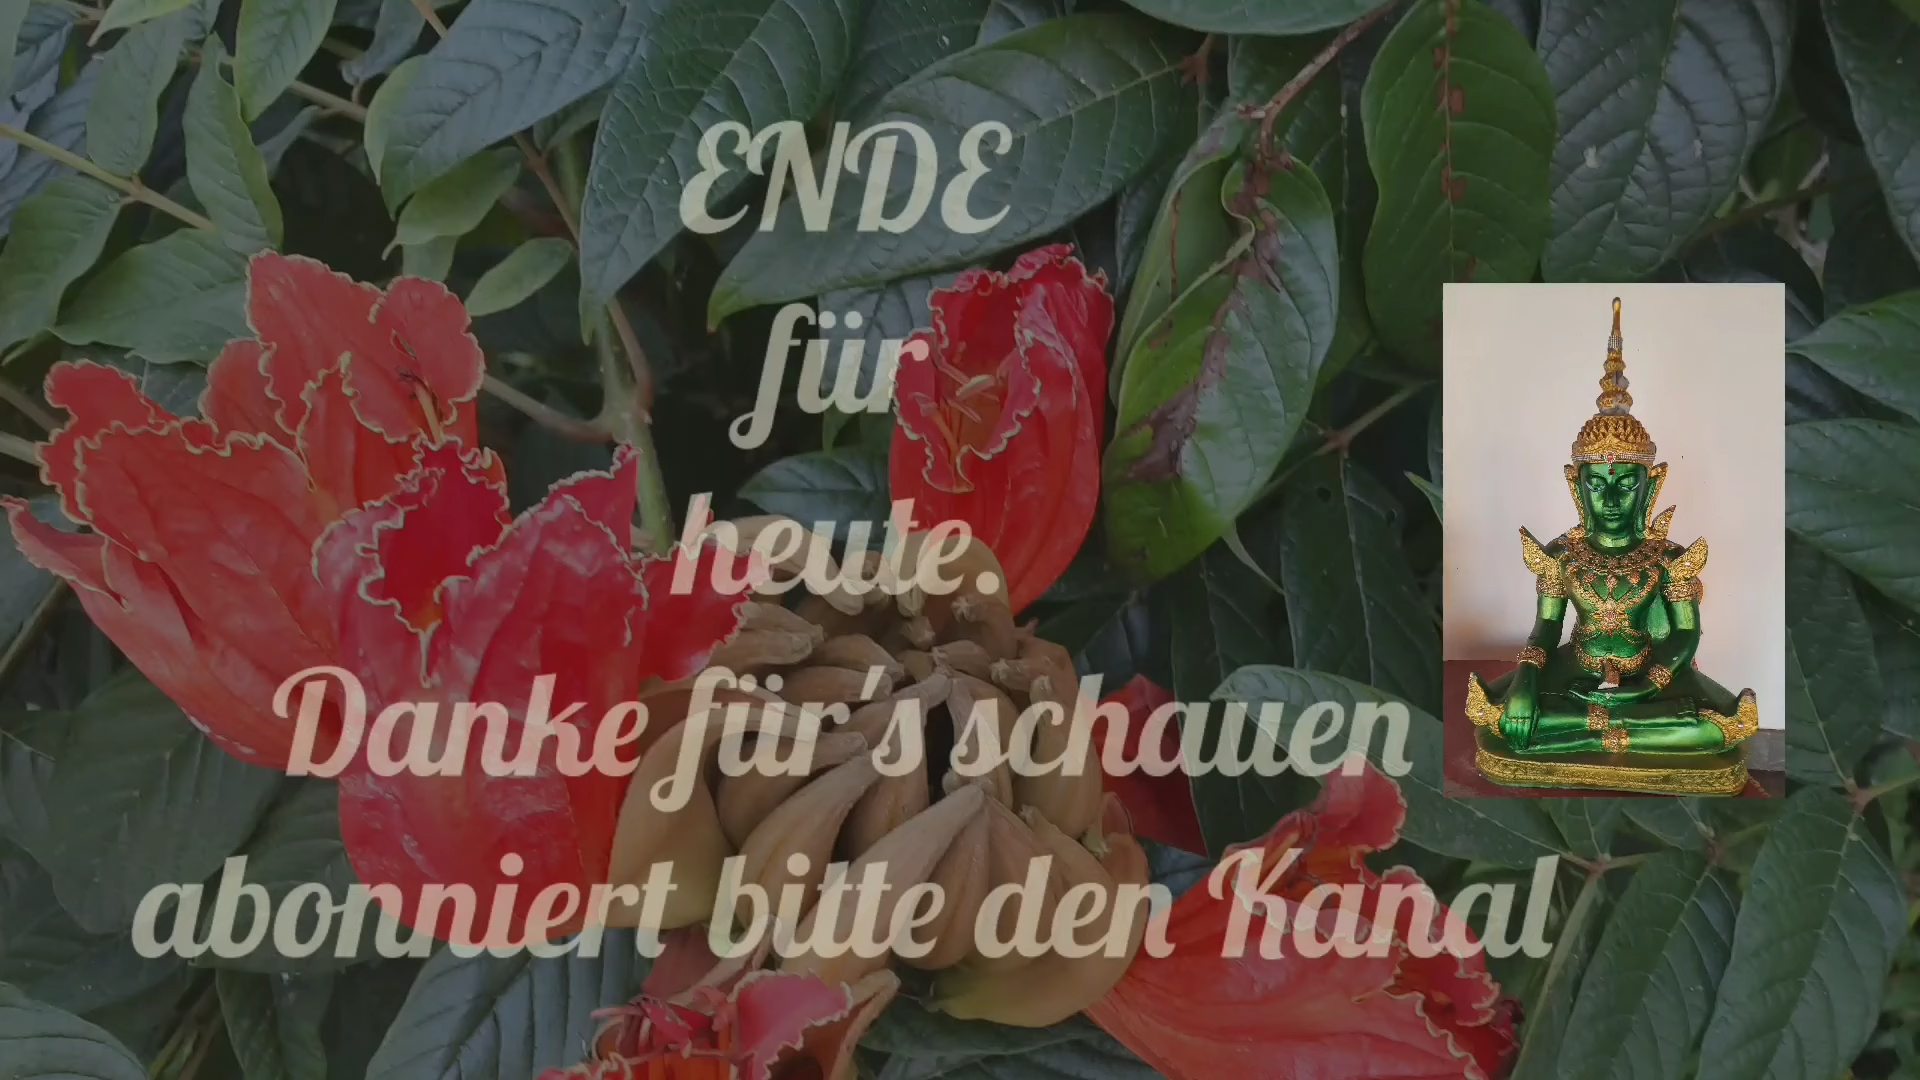 ENDE
für
heute.
Danke für's schauen
abonniert bitte den Kanal